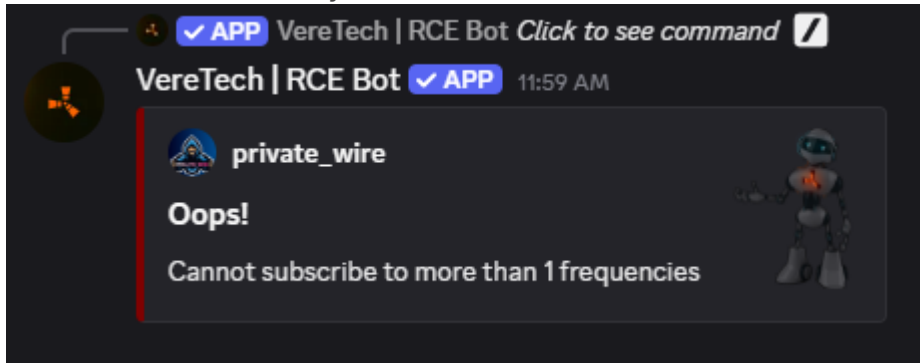 APP VereTech | RCE Bot Click to see command /
VereTech | RCE Bot APP 11:59 AM
private_wire
Oops!
Cannot subscribe to more than 1 frequencies